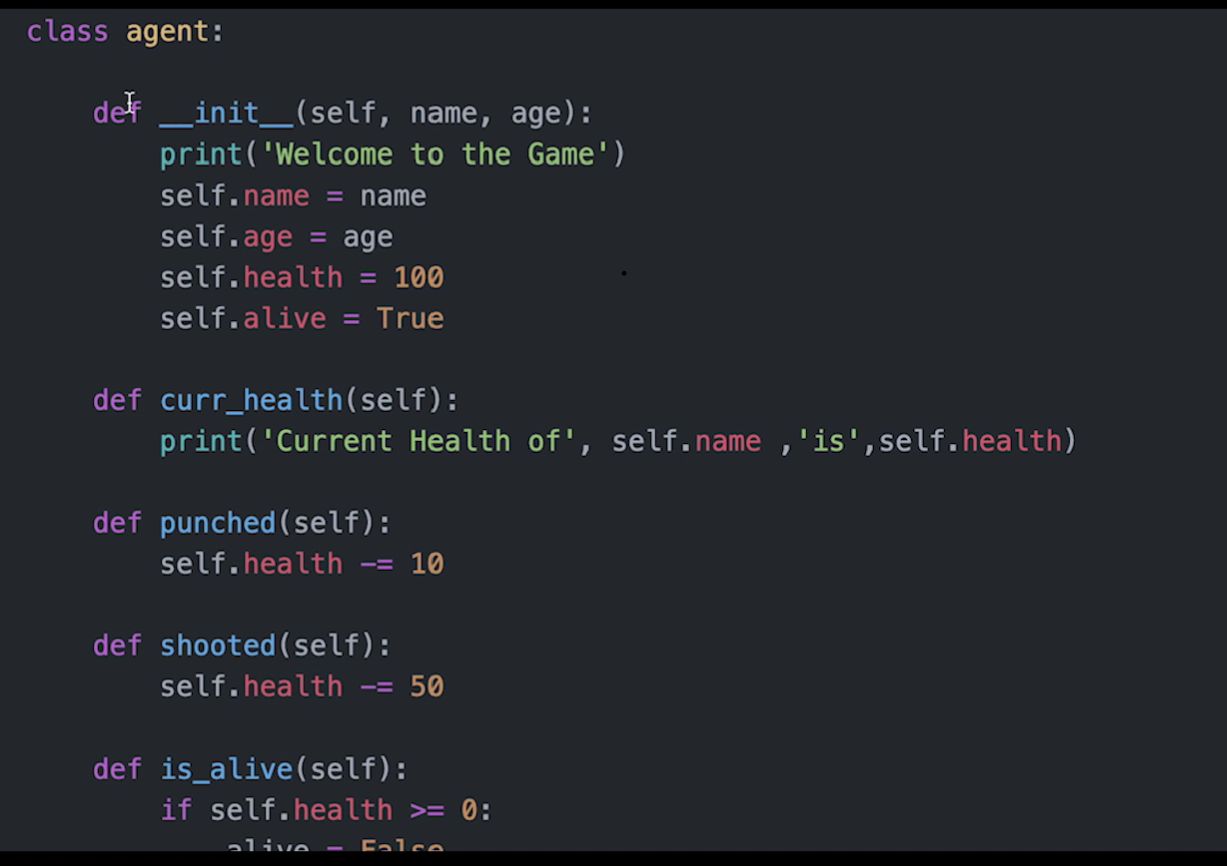 class agent:
    def __init__(self, name, age):
        print('Welcome to the Game')
        self.name = name
        self.age = age
        self.health = 100
        self.alive = True
    def curr_health(self):
        print('Current Health of', self.name ,'is',self.health)
    def punched(self):
        self.health -= 10
    def shooted(self):
        self.health -= 50
    def is_alive(self):
        if self.health >= 0:
            alive = False